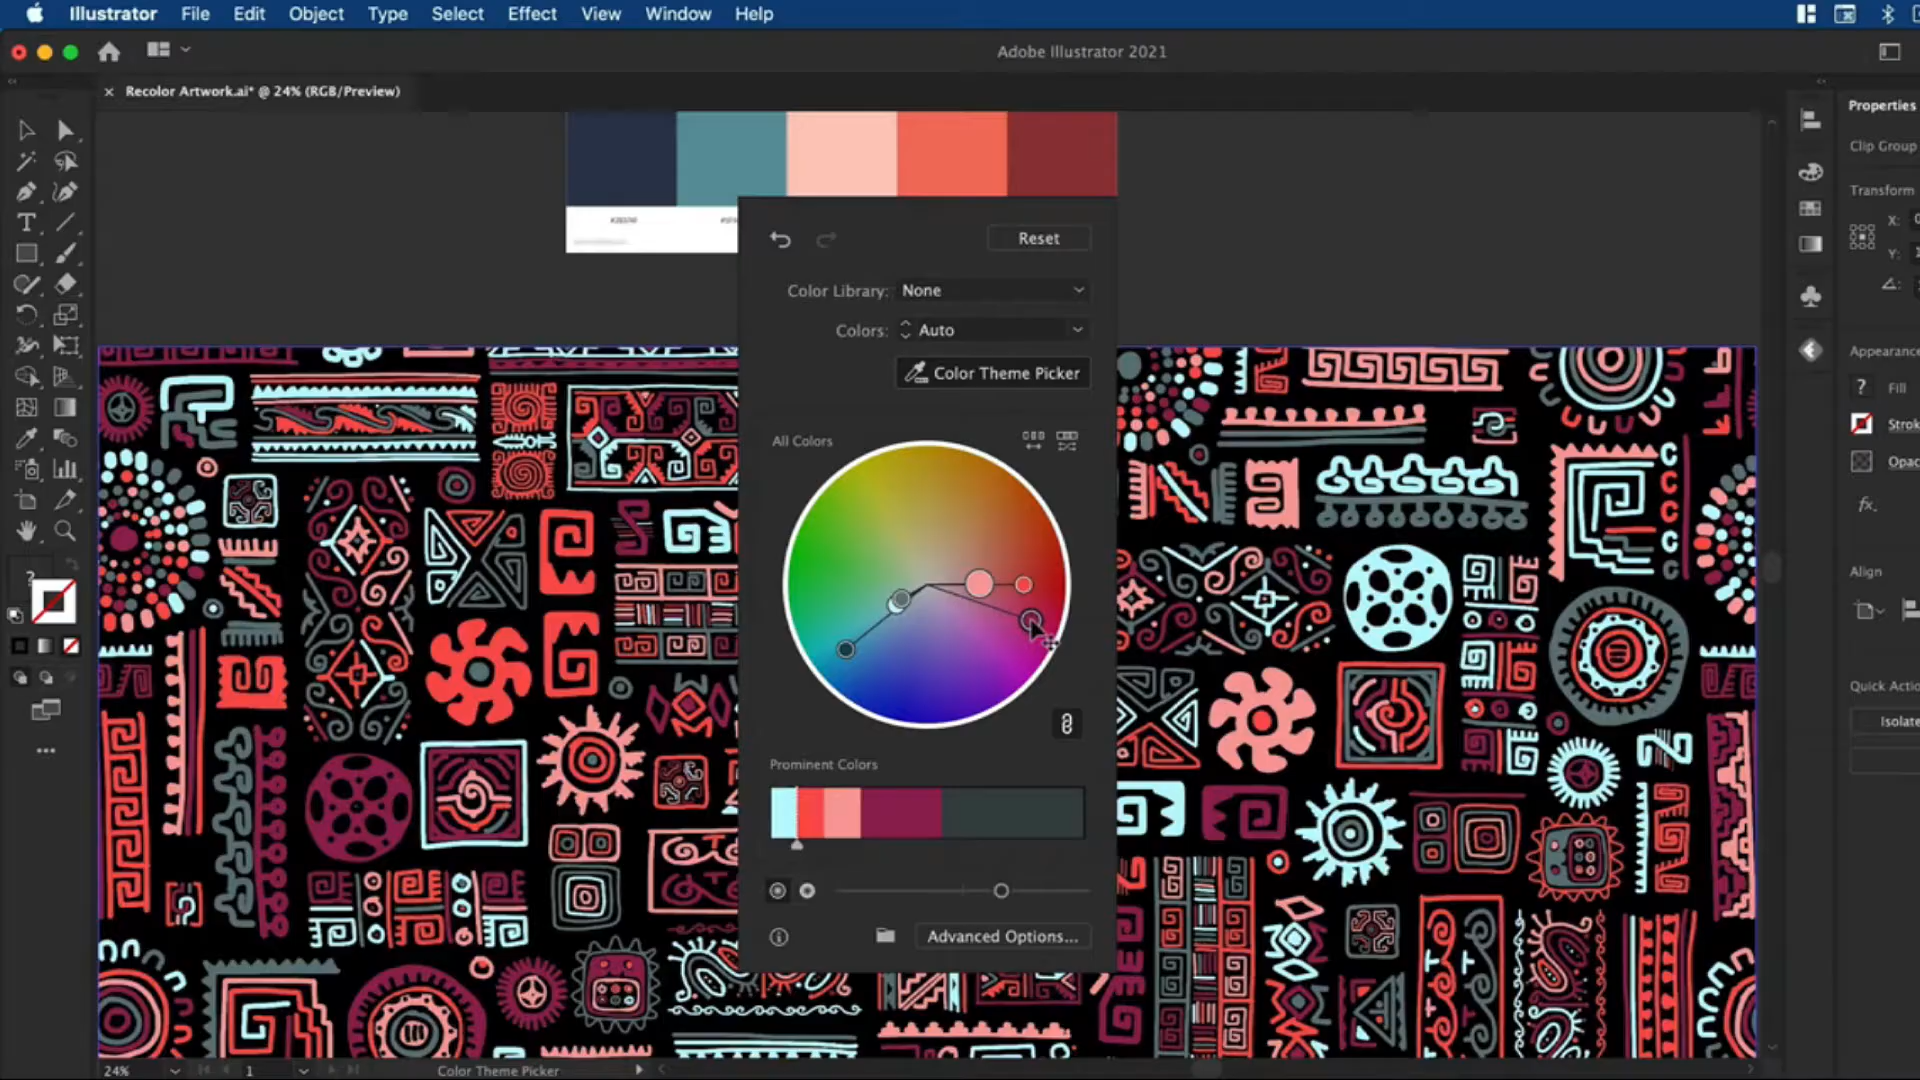 Illustrator File Edit Object Type Select Effect View Window Help
Adobe Illustrator 2021
× Recolor Artwork.ai* @ 24% (RGB/Preview)
Properties
Clip Group
Transform
X:
Y:
Reset
Color Library: None
Colors: Auto
Color Theme Picker
All Colors
Appearance
? Fill
Strok
Opac
fx.
Align
Quick Actio
Isolate
Prominent Colors
Advanced Options...
24% 1 Color Theme Picker